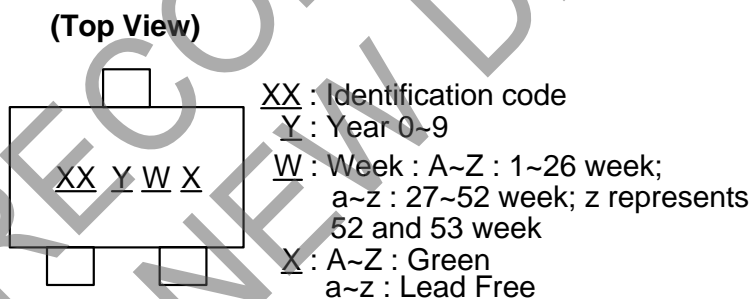 (Top View)
XX : Identification code
Y : Year 0~9
XX Y W X
W : Week : A~Z : 1~26 week;
a~z : 27~52 week; z represents
52 and 53 week
X : A~Z : Green
a~z : Lead Free